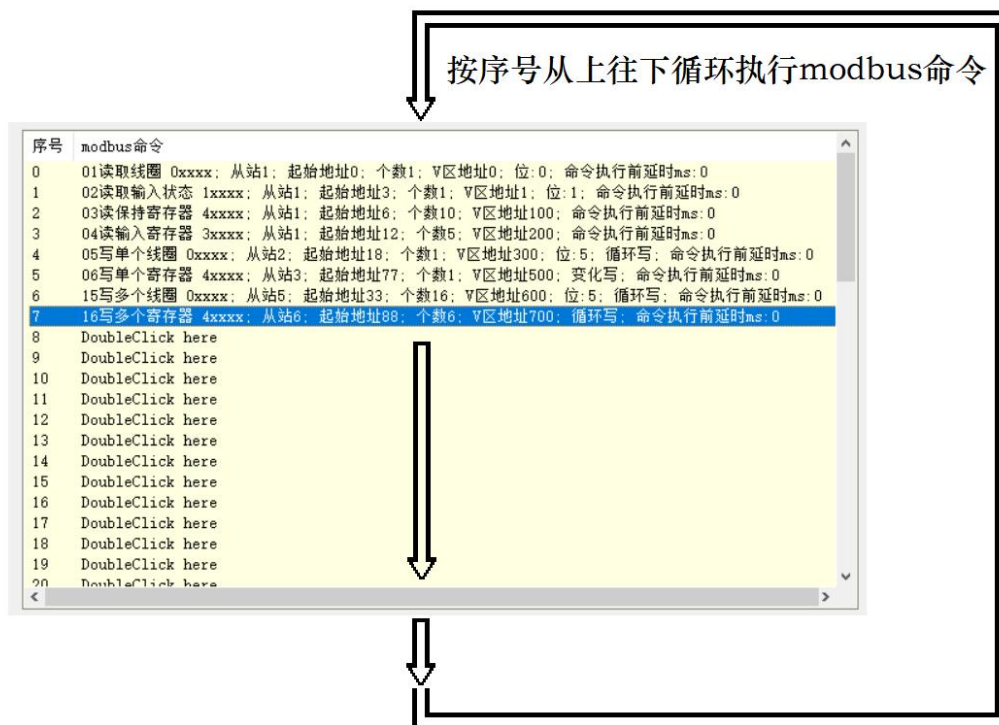 按序号从上往下循环执行modbus命令
序号 modbus命令
0 01读取线圈 0xxxx; 从站1; 起始地址0; 个数1; V区地址0; 位:0; 命令执行前延时ms:0
1 02读取输入状态 1xxxx; 从站1; 起始地址3; 个数1; V区地址1; 位:1; 命令执行前延时ms:0
2 03读保持寄存器 4xxxx; 从站1; 起始地址6; 个数10; V区地址100; 命令执行前延时ms:0
3 04读输入寄存器 3xxxx; 从站1; 起始地址12; 个数5; V区地址200; 命令执行前延时ms:0
4 05写单个线圈 0xxxx; 从站2; 起始地址18; 个数1; V区地址300; 位:5; 循环写; 命令执行前延时ms:0
5 06写单个寄存器 4xxxx; 从站3; 起始地址77; 个数1; V区地址500; 变化写; 命令执行前延时ms:0
6 15写多个线圈 0xxxx; 从站5; 起始地址33; 个数16; V区地址600; 位:5; 循环写; 命令执行前延时ms:0
7 16写多个寄存器 4xxxx; 从站6; 起始地址88; 个数6; V区地址700; 循环写; 命令执行前延时ms:0
8 DoubleClick here
9 DoubleClick here
10 DoubleClick here
11 DoubleClick here
12 DoubleClick here
13 DoubleClick here
14 DoubleClick here
15 DoubleClick here
16 DoubleClick here
17 DoubleClick here
18 DoubleClick here
19 DoubleClick here
20 DoubleClick here